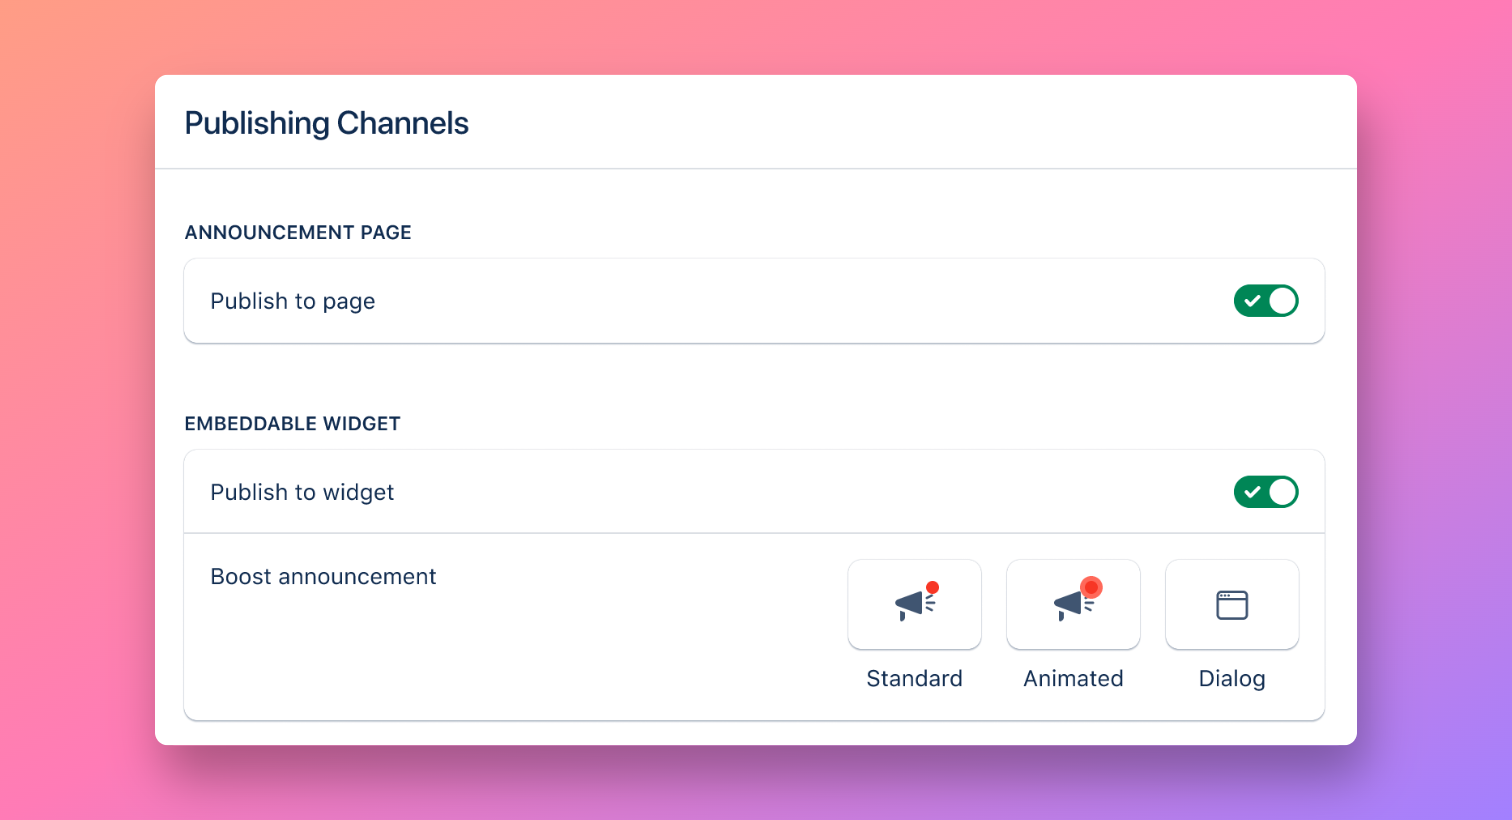 Publishing Channels
ANNOUNCEMENT PAGE
Publish to page
EMBEDDABLE WIDGET
Publish to widget
Boost announcement
Standard
Animated
Dialog